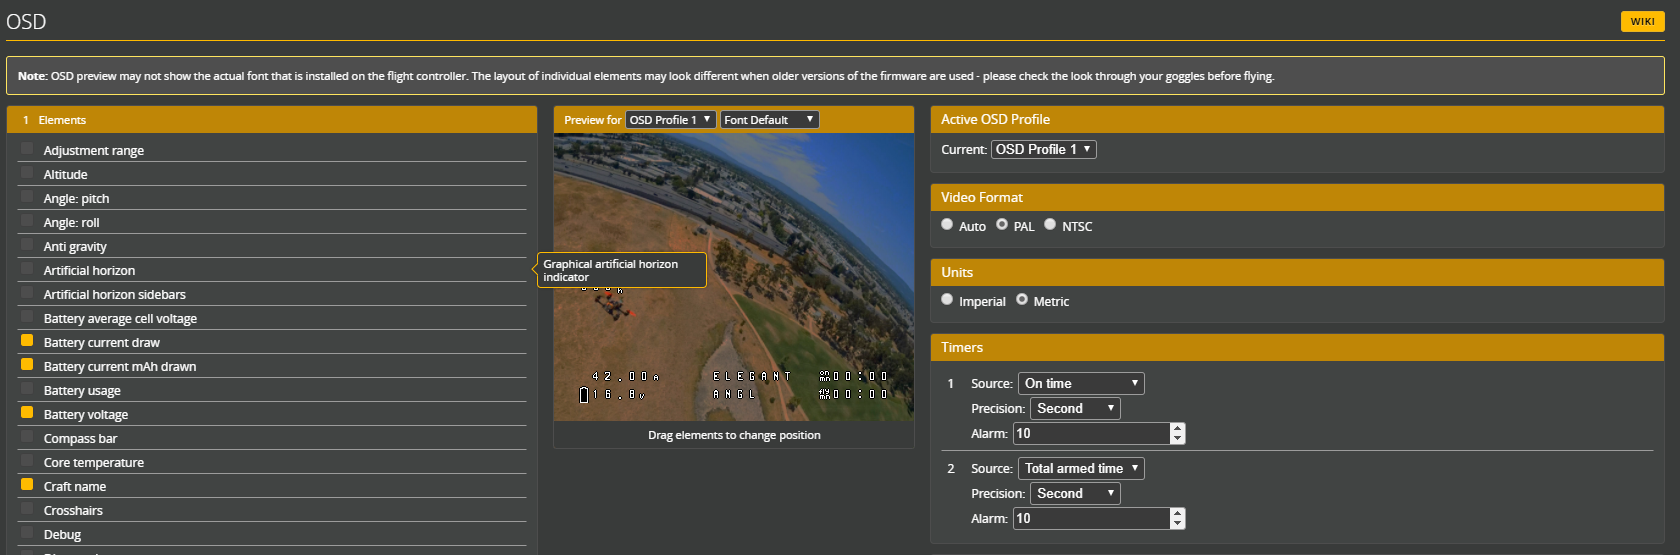 OSD
WIKI
Note: OSD preview may not show the actual font that is installed on the flight controller. The layout of individual elements may look different when older versions of the firmware are used - please check the look through your goggles before flying.
1 Elements
Adjustment range
Altitude
Angle: pitch
Angle: roll
Anti gravity
Artificial horizon
Artificial horizon sidebars
Battery average cell voltage
Battery current draw
Battery current mAh drawn
Battery usage
Battery voltage
Compass bar
Core temperature
Craft name
Crosshairs
Debug
Preview for OSD Profile 1 Font Default
Graphical artificial horizon
indicator
42.00A ELEGANT ON MN 00:00
16.8V ANGL FLY MN 00:00
Drag elements to change position
Active OSD Profile
Current: OSD Profile 1
Video Format
Auto PAL NTSC
Units
Imperial Metric
Timers
1 Source: On time
Precision: Second
Alarm: 10
2 Source: Total armed time
Precision: Second
Alarm: 10